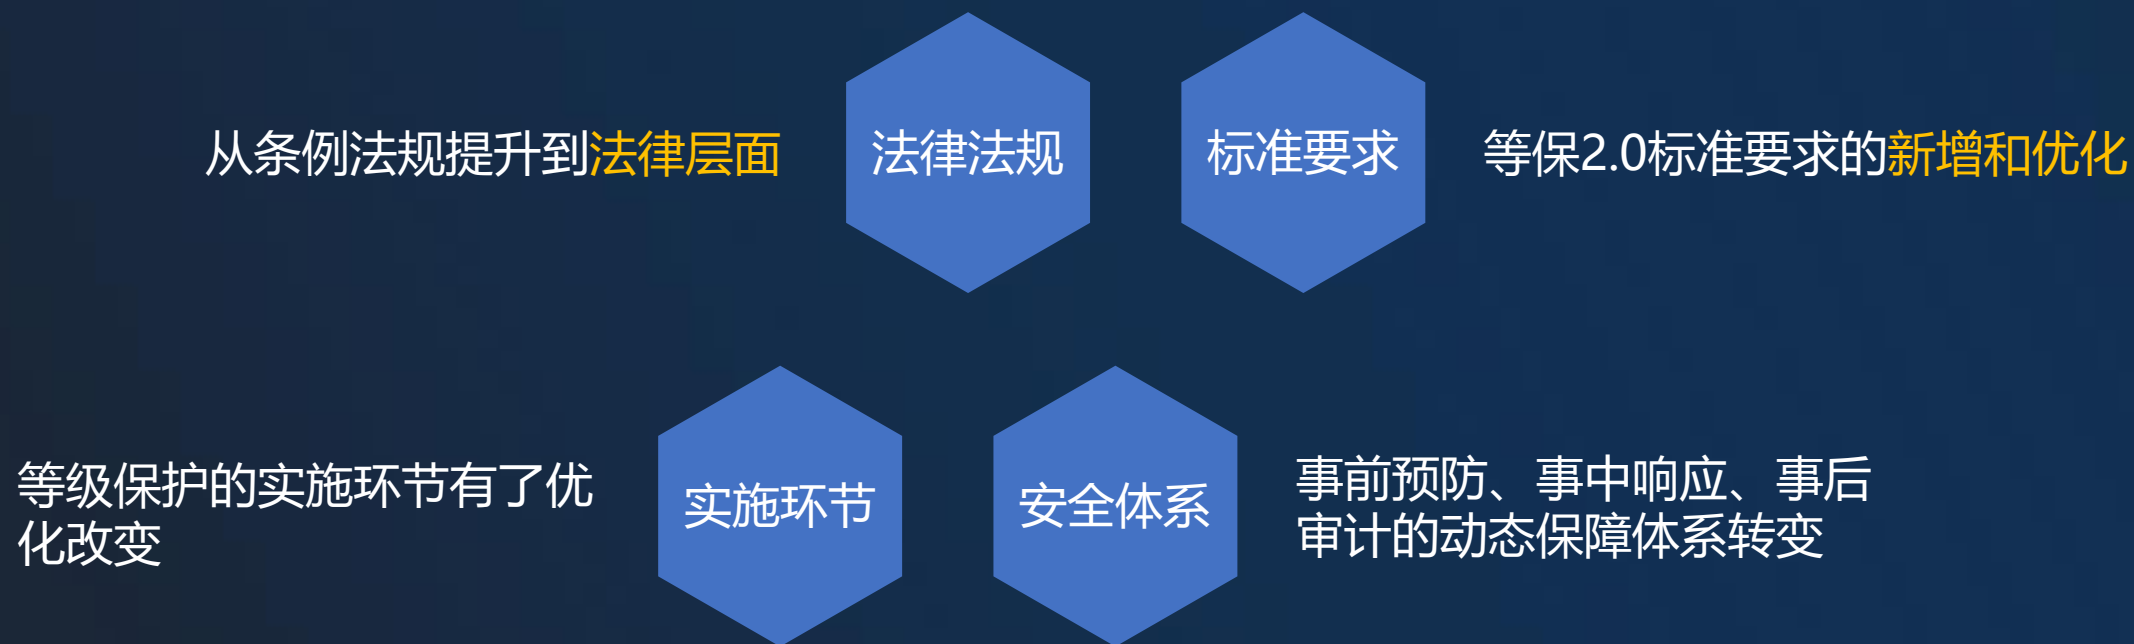 从条例法规提升到法律层面
法律法规
标准要求
等保2.0标准要求的新增和优化
等级保护的实施环节有了优
化改变
实施环节
安全体系
事前预防、事中响应、事后
审计的动态保障体系转变